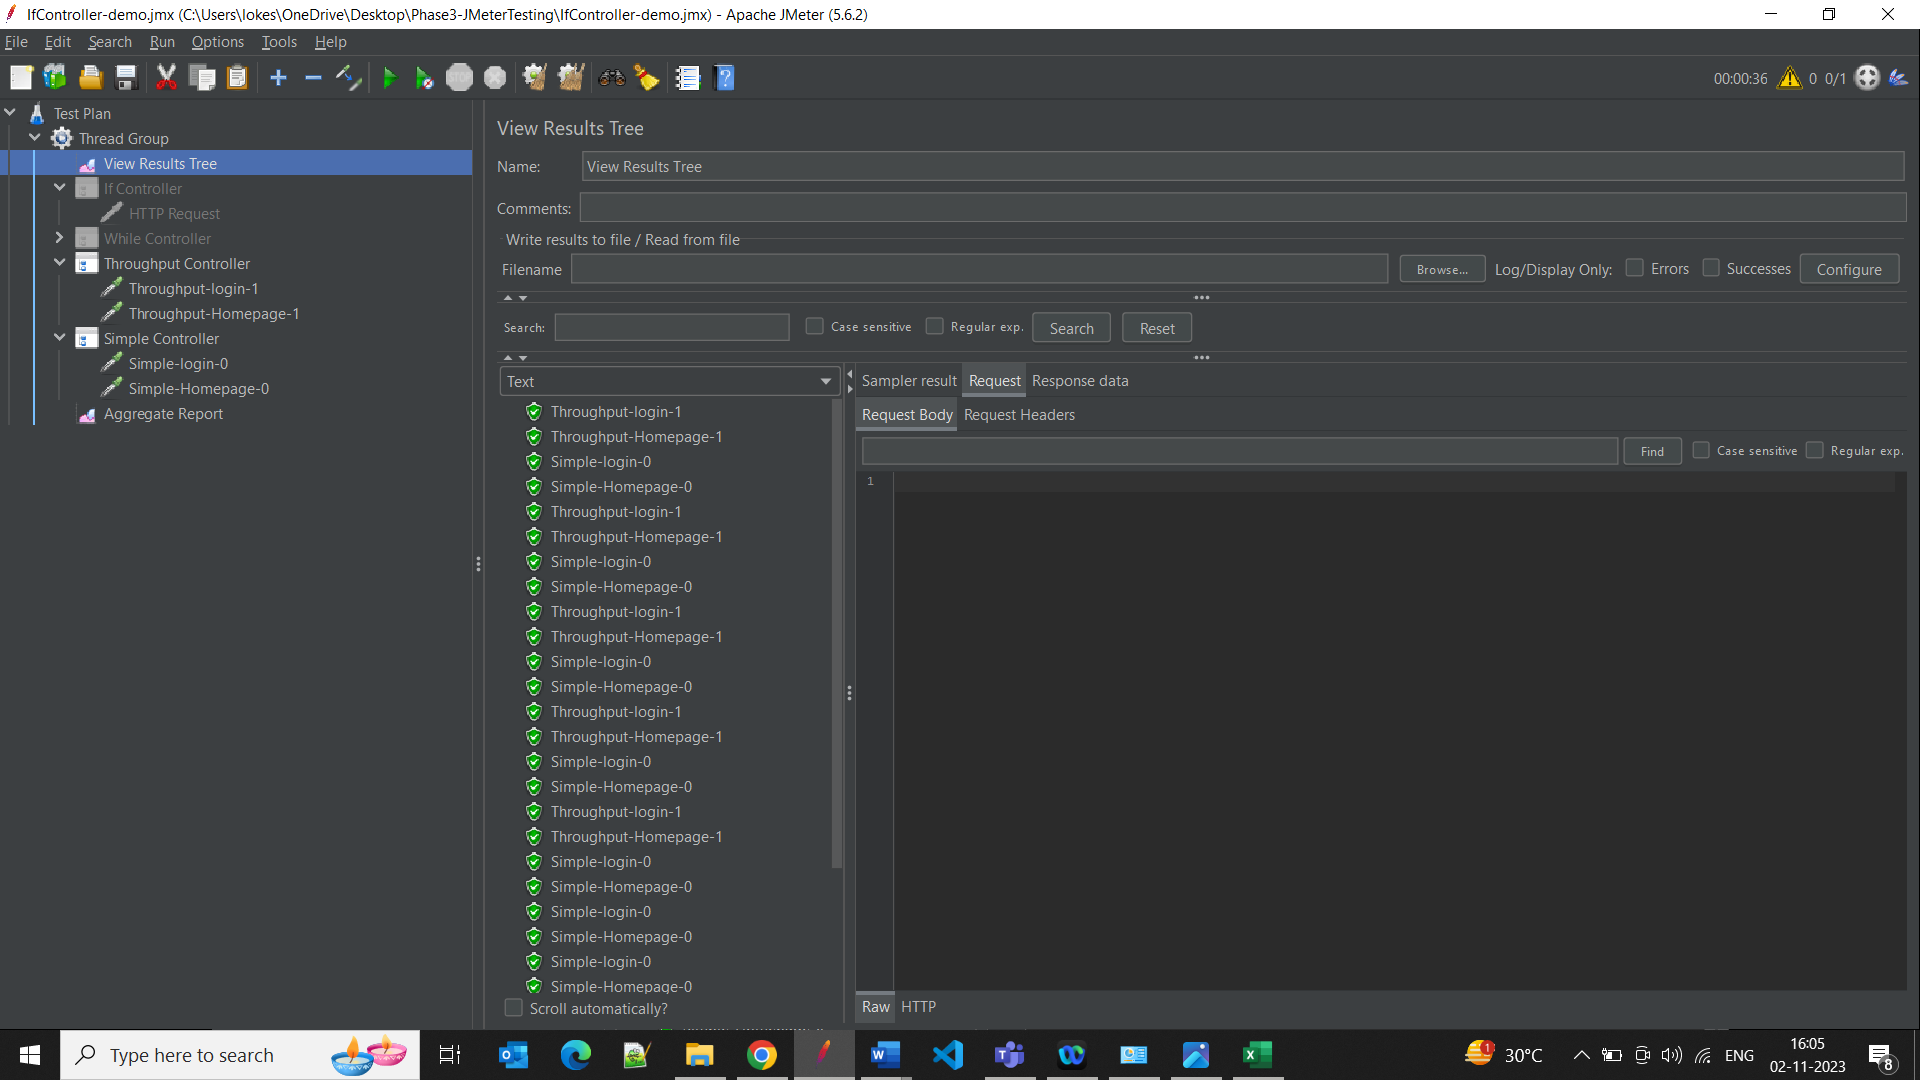 IfController-demo.jmx (C:\Users\lokes\OneDrive\Desktop\Phase3-JMeterTesting\IfController-demo.jmx) - Apache JMeter (5.6.2)
File Edit Search Run Options Tools Help
STOP
00:00:36 0 0/1
Test Plan
Thread Group
View Results Tree
If Controller
HTTP Request
While Controller
Throughput Controller
Throughput-login-1
Throughput-Homepage-1
Simple Controller
Simple-login-0
Simple-Homepage-0
Aggregate Report
View Results Tree
Name: View Results Tree
Comments:
Write results to file / Read from file
Filename Browse... Log/Display Only: Errors Successes Configure
Search: Case sensitive Regular exp. Search Reset
Text
Throughput-login-1
Throughput-Homepage-1
Simple-login-0
Simple-Homepage-0
Throughput-login-1
Throughput-Homepage-1
Simple-login-0
Simple-Homepage-0
Throughput-login-1
Throughput-Homepage-1
Simple-login-0
Simple-Homepage-0
Throughput-login-1
Throughput-Homepage-1
Simple-login-0
Simple-Homepage-0
Throughput-login-1
Throughput-Homepage-1
Simple-login-0
Simple-Homepage-0
Simple-login-0
Simple-Homepage-0
Simple-login-0
Simple-Homepage-0
Scroll automatically?
Sampler result Request Response data
Request Body Request Headers
Find Case sensitive Regular exp.
1
Raw HTTP
Type here to search
1 30°C ENG 16:05
02-11-2023 8